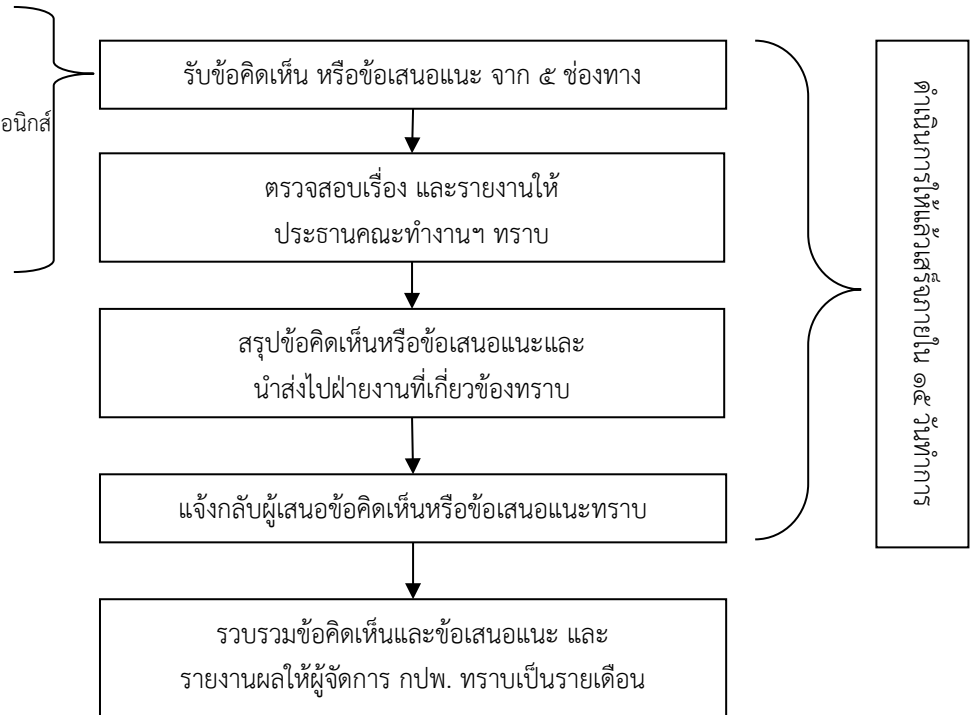 รับข้อคิดเห็น หรือข้อเสนอแนะ จาก ๕ ช่องทาง
อนิกส์
ตรวจสอบเรื่อง และรายงานให้
ประธานคณะทำงานฯ ทราบ
สรุปข้อคิดเห็นหรือข้อเสนอแนะและ
นำส่งไปฝ่ายงานที่เกี่ยวข้องทราบ
แจ้งกลับผู้เสนอข้อคิดเห็นหรือข้อเสนอแนะทราบ
รวบรวมข้อคิดเห็นและข้อเสนอแนะ และ
รายงานผลให้ผู้จัดการ กปพ. ทราบเป็นรายเดือน
ดำเนินการให้แล้วเสร็จภายใน ๑๕ วันทำการ